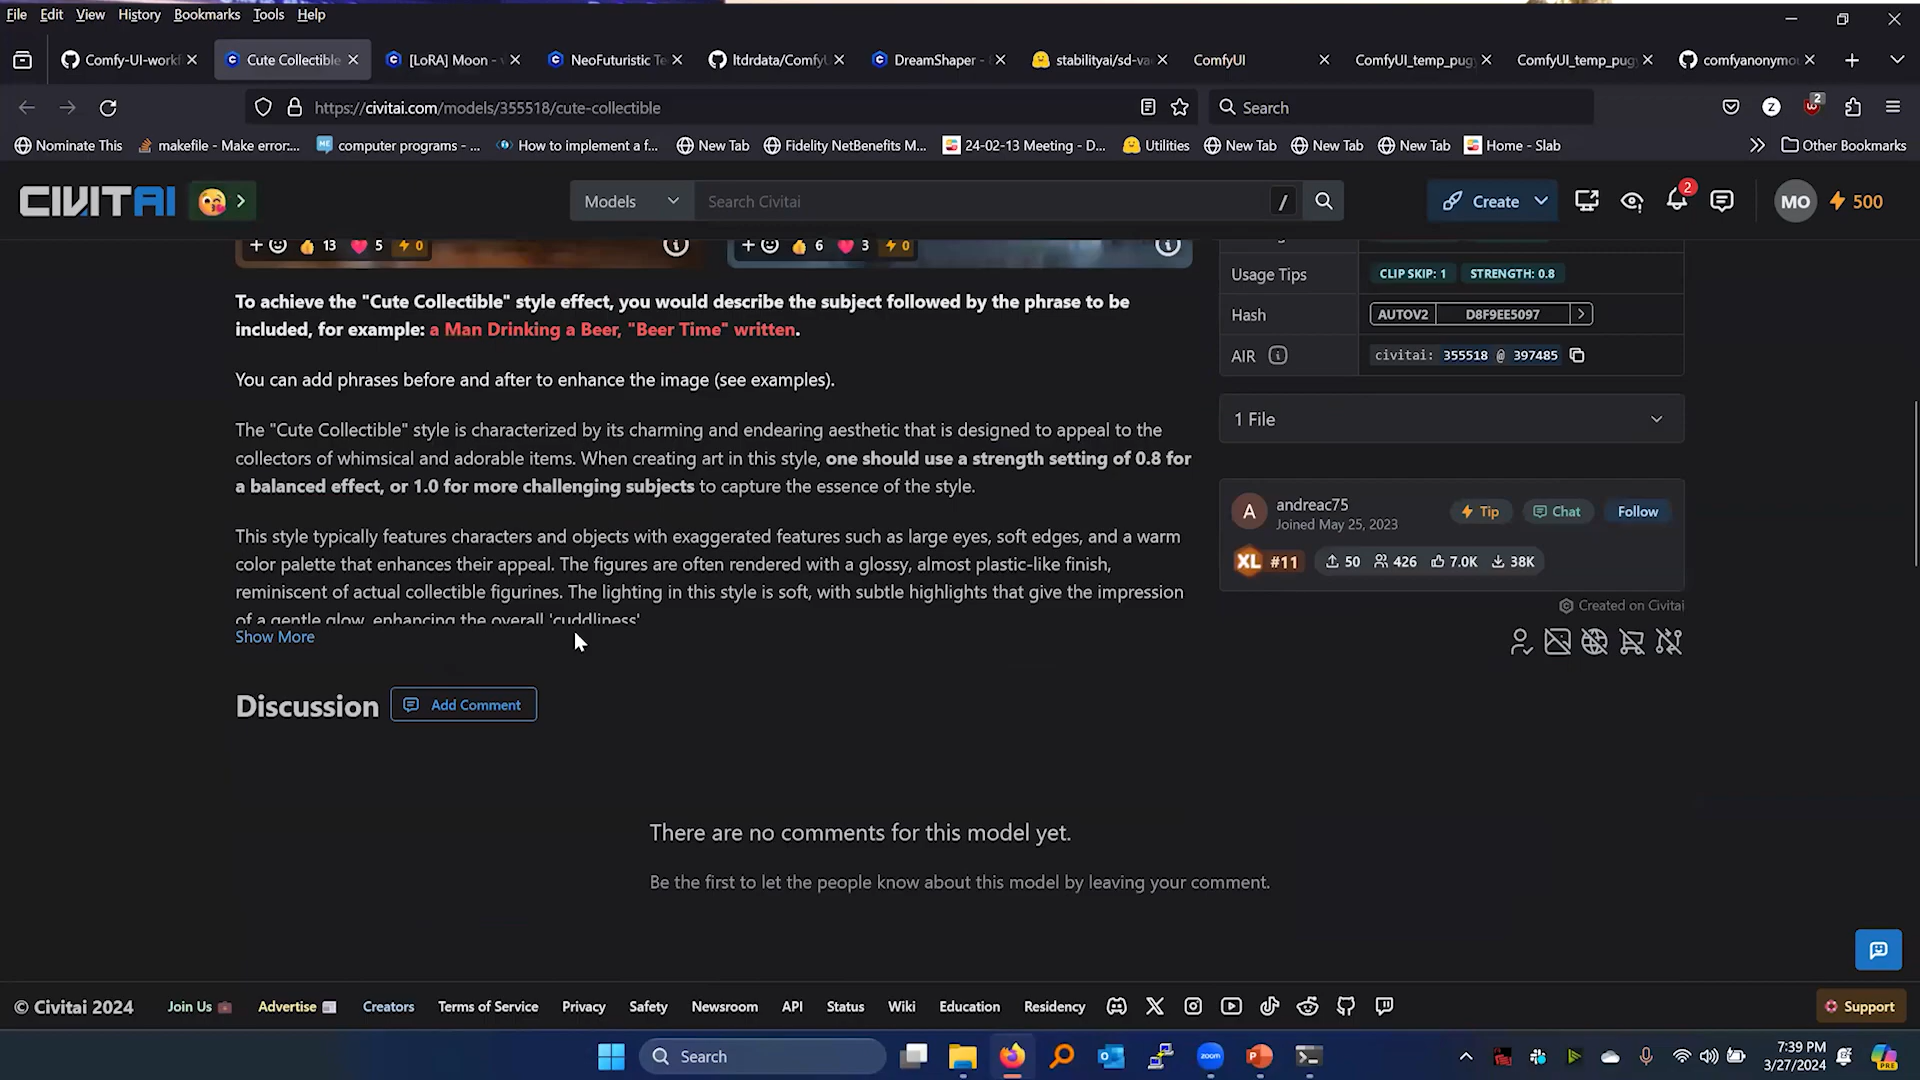 File Edit View History Bookmarks Tools Help
Comfy-UI-workf Cute Collectible [LoRA] Moon - NeoFuturistic Te ltdrdata/ComfyU DreamShaper - 8 stabilityai/sd-va ComfyUI ComfyUI_temp_pugy ComfyUI_temp_pugy comfyanonymo
https://civitai.com/models/355518/cute-collectible Search Z 2
Nominate This makefile - Make error:... computer programs - ... How to implement a f... New Tab Fidelity NetBenefits M... 24-02-13 Meeting - D... Utilities New Tab New Tab New Tab Home - Slab Other Bookmarks
CIVITAI Models Search Civitai / Create 2 MO 500
13 5 0 6 3 0
To achieve the "Cute Collectible" style effect, you would describe the subject followed by the phrase to be
included, for example: a Man Drinking a Beer, "Beer Time" written.
You can add phrases before and after to enhance the image (see examples).
The "Cute Collectible" style is characterized by its charming and endearing aesthetic that is designed to appeal to the
collectors of whimsical and adorable items. When creating art in this style, one should use a strength setting of 0.8 for
a balanced effect, or 1.0 for more challenging subjects to capture the essence of the style.
This style typically features characters and objects with exaggerated features such as large eyes, soft edges, and a warm
color palette that enhances their appeal. The figures are often rendered with a glossy, almost plastic-like finish,
reminiscent of actual collectible figurines. The lighting in this style is soft, with subtle highlights that give the impression
of a gentle glow, enhancing the overall 'cuddliness'
Show More
Usage Tips CLIP SKIP: 1 STRENGTH: 0.8
Hash AUTOV2 D8F9EE5097
AIR civitai: 355518 @ 397485
1 File
A andreac75 Tip Chat Follow
Joined May 25, 2023
XL #11 50 426 7.0K 38K
Created on Civitai
Discussion Add Comment
There are no comments for this model yet.
Be the first to let the people know about this model by leaving your comment.
© Civitai 2024 Join Us Advertise Creators Terms of Service Privacy Safety Newsroom API Status Wiki Education Residency Support
Search zoom 7:39 PM
3/27/2024